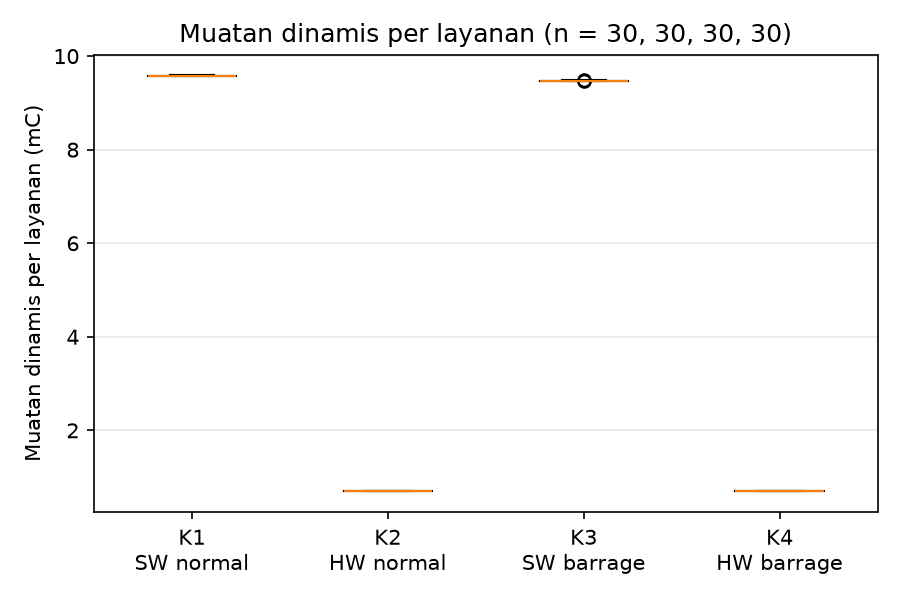 Muatan dinamis per layanan (n = 30, 30, 30, 30)
Muatan dinamis per layanan (mC)
10
8
6
4
2
K1
SW normal
K2
HW normal
K3
SW barrage
K4
HW barrage